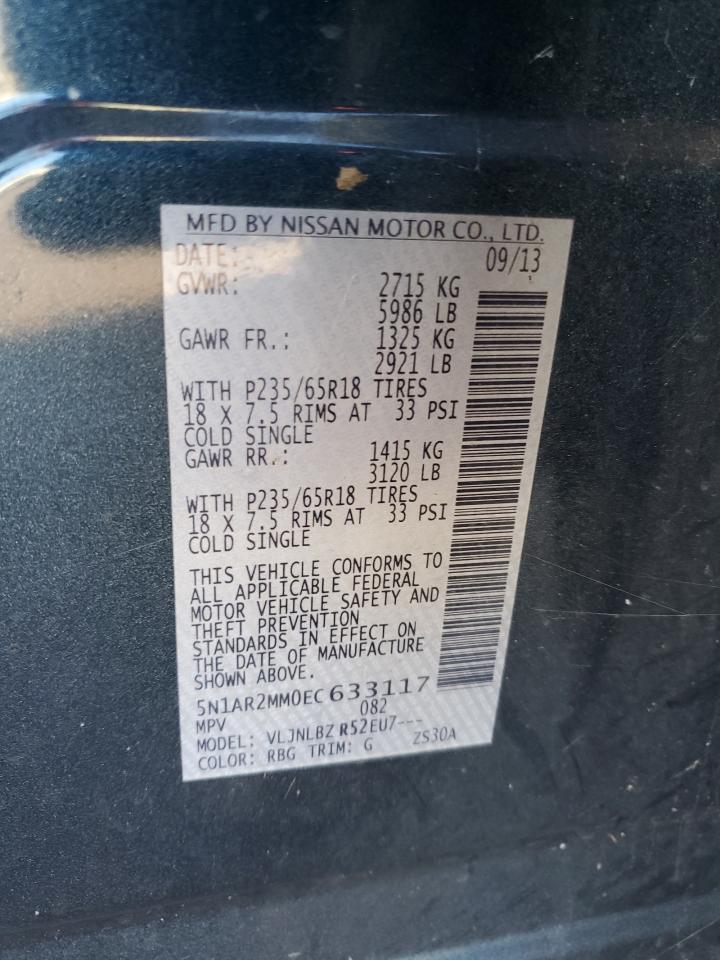 MFD BY NISSAN MOTOR CO., LTD.
DATE: 09/13
GVWR: 2715 KG
5986 LB
GAWR FR.: 1325 KG
2921 LB
WITH P235/65R18 TIRES
18 X 7.5 RIMS AT 33 PSI
COLD SINGLE
GAWR RR.: 1415 KG
3120 LB
WITH P235/65R18 TIRES
18 X 7.5 RIMS AT 33 PSI
COLD SINGLE
THIS VEHICLE CONFORMS TO
ALL APPLICABLE FEDERAL
MOTOR VEHICLE SAFETY AND
THEFT PREVENTION
STANDARDS IN EFFECT ON
THE DATE OF MANUFACTURE
SHOWN ABOVE.
5N1AR2MM0EC633117
MPV 082
MODEL: VLJNLBZ R52EU7---
COLOR: RBG TRIM: G ZS30A